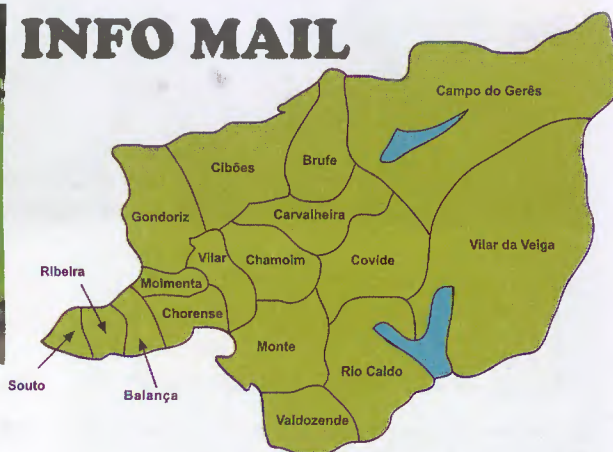 INFO MAIL
Campo do Gerês
Brufe
Cibões
Carvalheira
Gondoriz
Vilar da Veiga
Vilar
Chamoim
Covide
Ribeira
Moimenta
Chorense
Monte
Rio Caldo
Souto
Balança
Valdozende